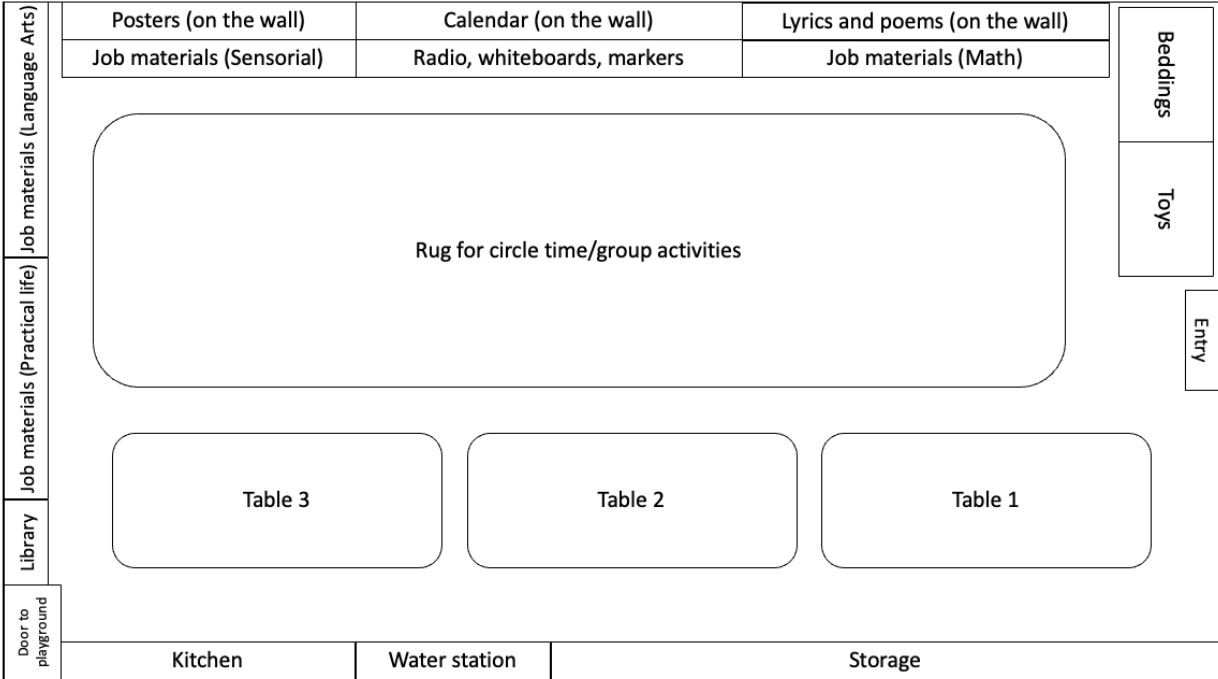 Posters (on the wall)
Calendar (on the wall)
Lyrics and poems (on the wall)
Job materials (Sensorial)
Radio, whiteboards, markers
Job materials (Math)
Job materials (Language Arts)
Job materials (Practical life)
Library
Door to
playground
Beddings
Toys
Entry
Rug for circle time/group activities
Table 3
Table 2
Table 1
Kitchen
Water station
Storage